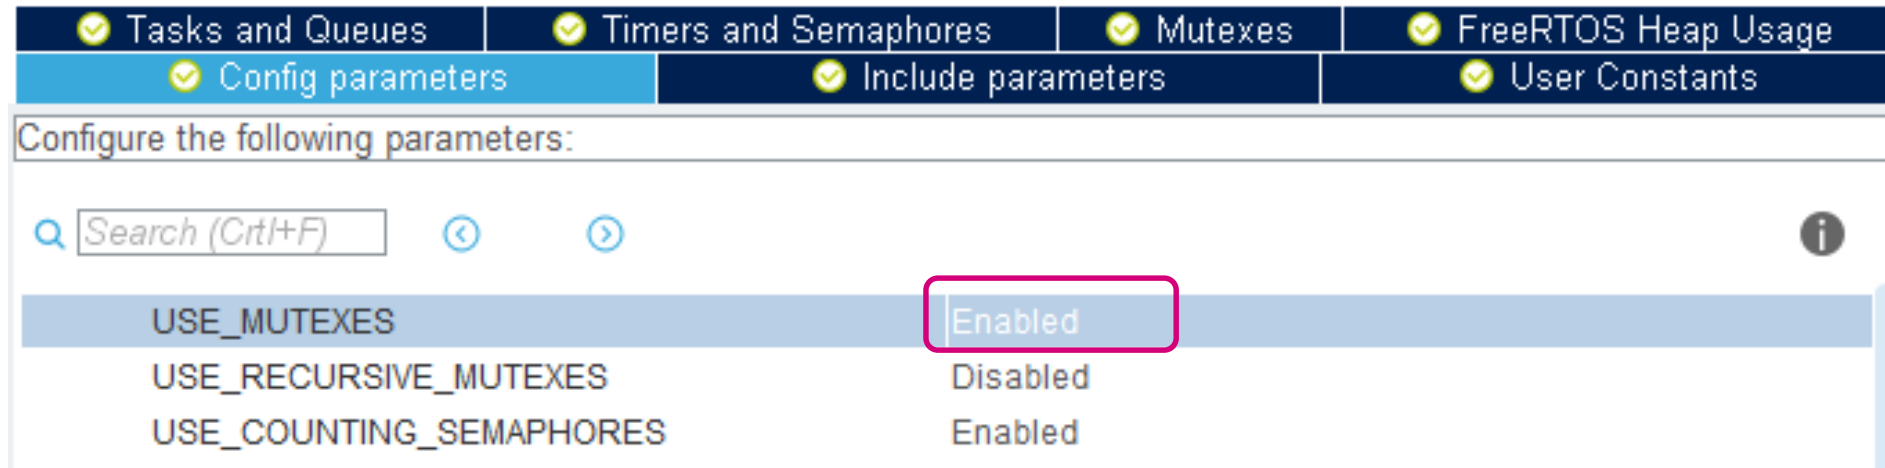 Tasks and Queues Timers and Semaphores Mutexes FreeRTOS Heap Usage
Config parameters Include parameters User Constants
Configure the following parameters:
Search (Crtl+F)
USE_MUTEXES Enabled
USE_RECURSIVE_MUTEXES Disabled
USE_COUNTING_SEMAPHORES Enabled